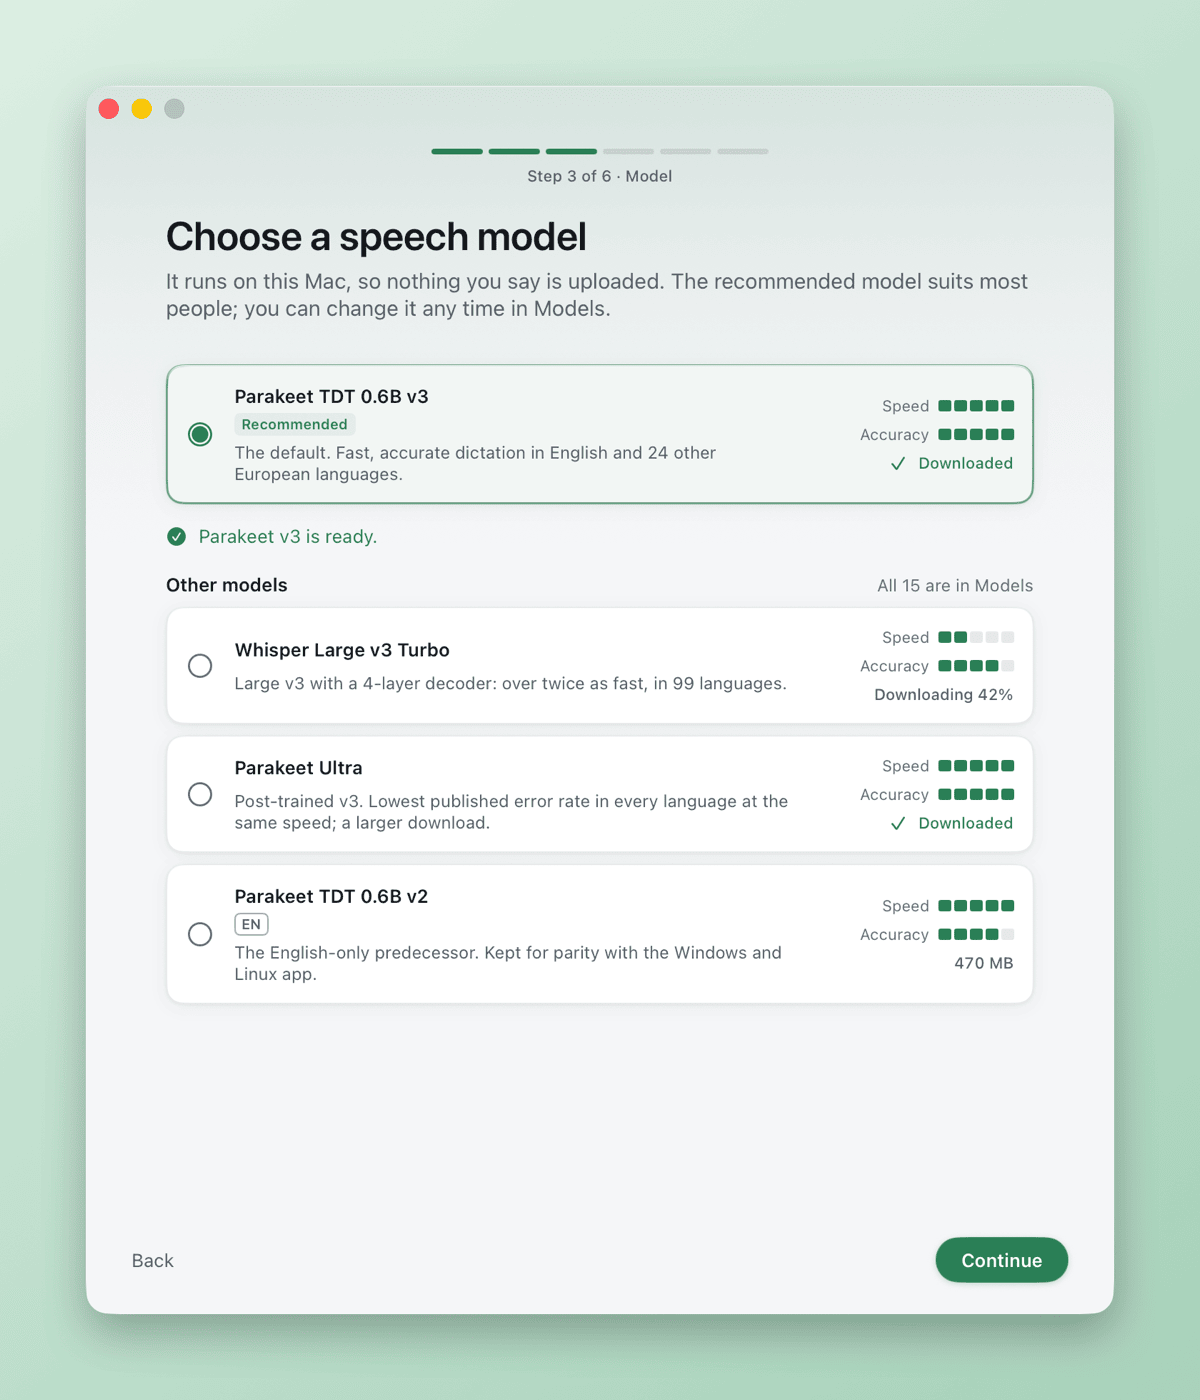 Step 3 of 6 · Model
Choose a speech model
It runs on this Mac, so nothing you say is uploaded. The recommended model suits most
people; you can change it any time in Models.
Parakeet TDT 0.6B v3
Recommended
The default. Fast, accurate dictation in English and 24 other
European languages.
Speed
Accuracy
Downloaded
Parakeet v3 is ready.
Other models
All 15 are in Models
Whisper Large v3 Turbo
Large v3 with a 4-layer decoder: over twice as fast, in 99 languages.
Speed
Accuracy
Downloading 42%
Parakeet Ultra
Post-trained v3. Lowest published error rate in every language at the
same speed; a larger download.
Speed
Accuracy
Downloaded
Parakeet TDT 0.6B v2
EN
The English-only predecessor. Kept for parity with the Windows and
Linux app.
Speed
Accuracy
470 MB
Back
Continue